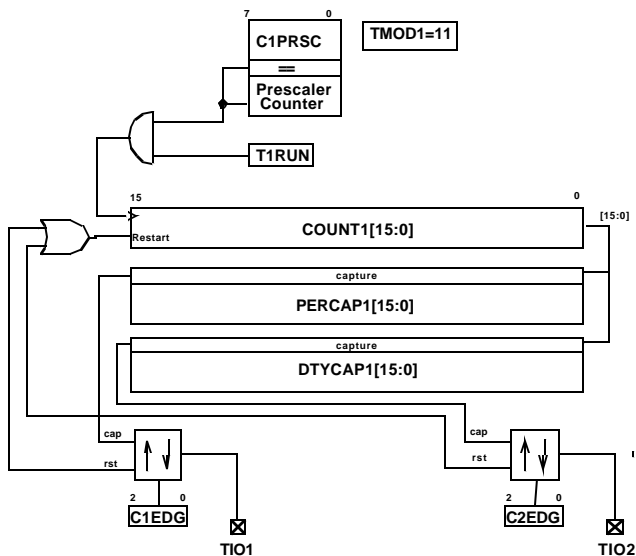 7 0
C1PRSC
TMOD1=11
==
Prescaler
Counter
T1RUN
15 0
[15:0]
COUNT1[15:0]
Restart
capture
PERCAP1[15:0]
capture
DTYCAP1[15:0]
cap
rst
cap
rst
2 0
C1EDG
2 0
C2EDG
TIO1
TIO2